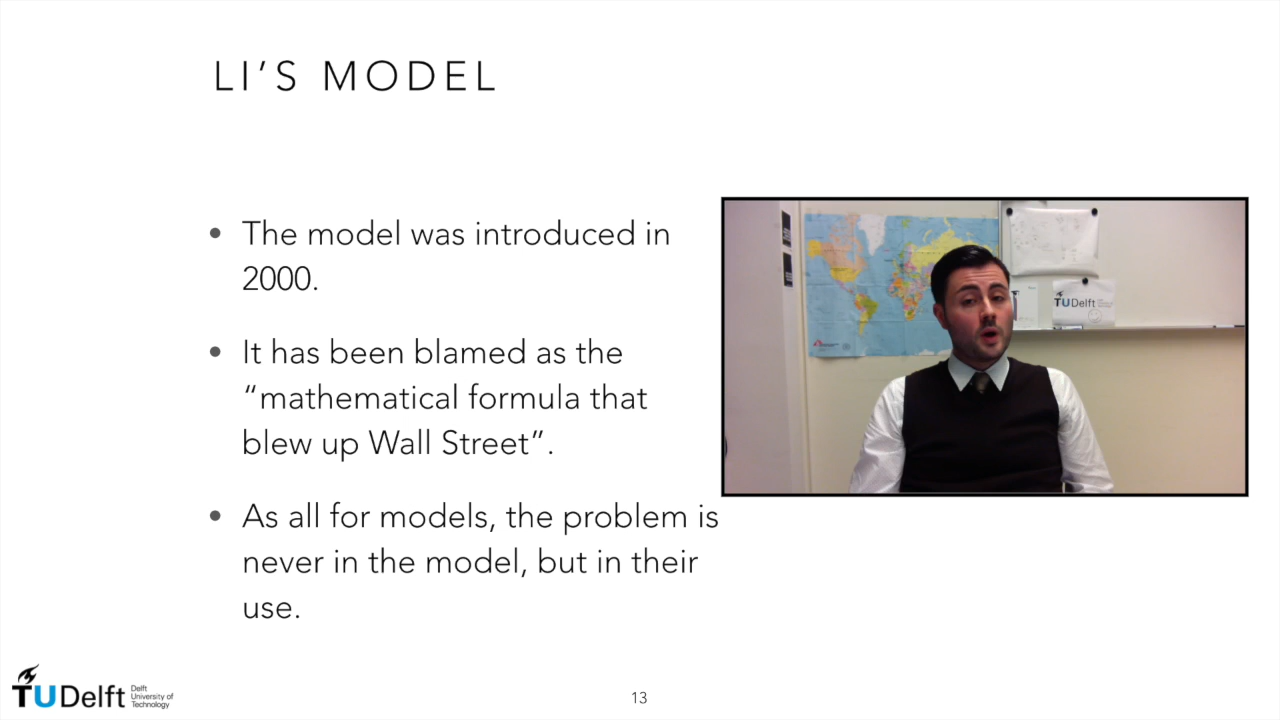 LI'S MODEL
• The model was introduced in
2000.
• It has been blamed as the
“mathematical formula that
blew up Wall Street”.
• As all for models, the problem is
never in the model, but in their
use.
TUDelft
TUDelft
Delft
University of
Technology
13